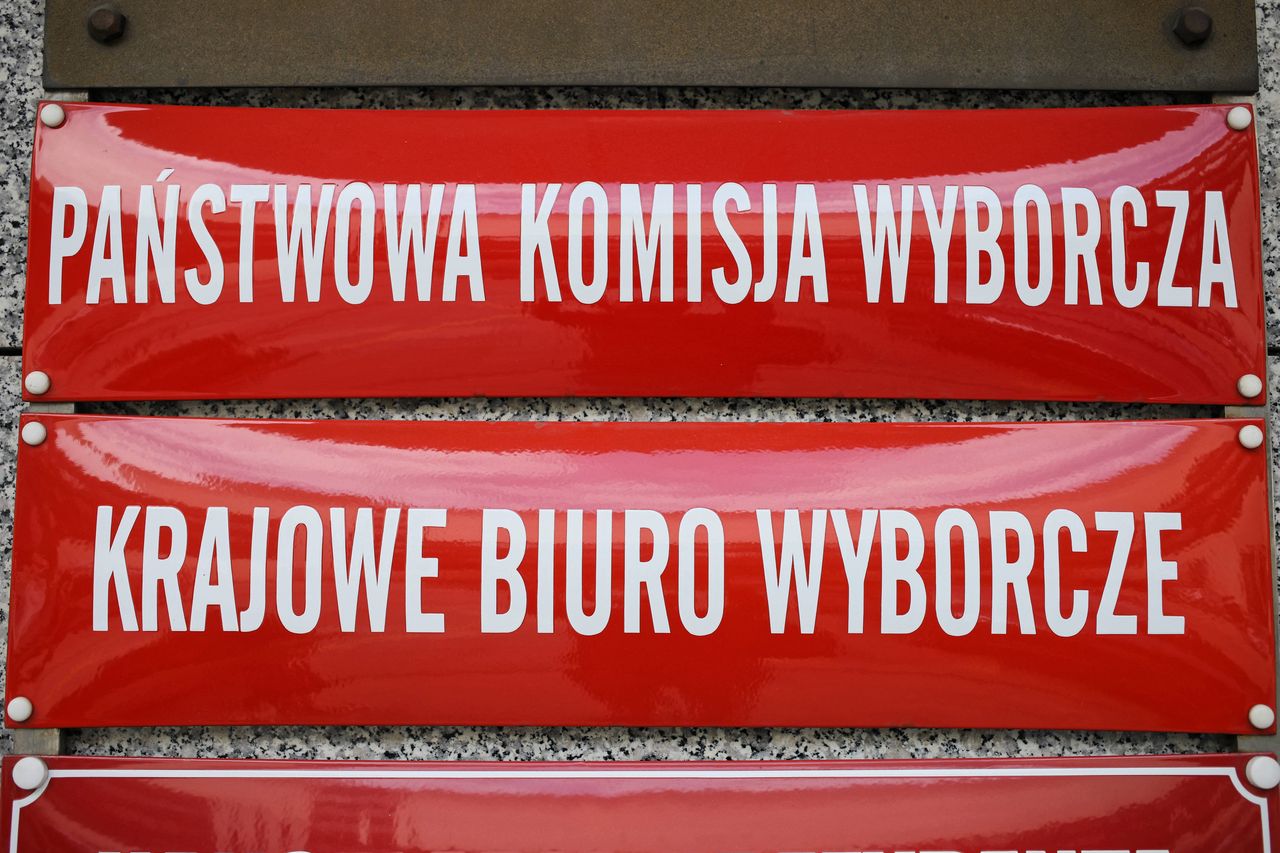 PAŃSTWOWA KOMISJA WYBORCZA
KRAJOWE BIURO WYBORCZE